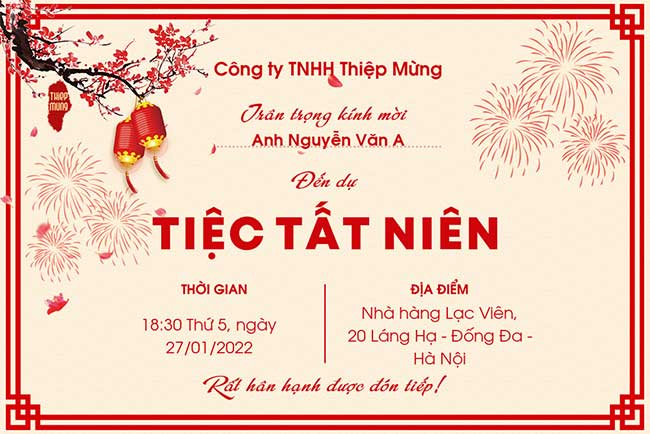 Công ty TNHH Thiệp Mừng
Thiệp
Mừng
Trân trọng kính mời
Anh Nguyễn Văn A
Đến dự
TIỆC TẤT NIÊN
THỜI GIAN
18:30 Thứ 5, ngày
27/01/2022
ĐỊA ĐIỂM
Nhà hàng Lạc Viên,
20 Láng Hạ - Đống Đa -
Hà Nội
Rất hân hạnh được đón tiếp!